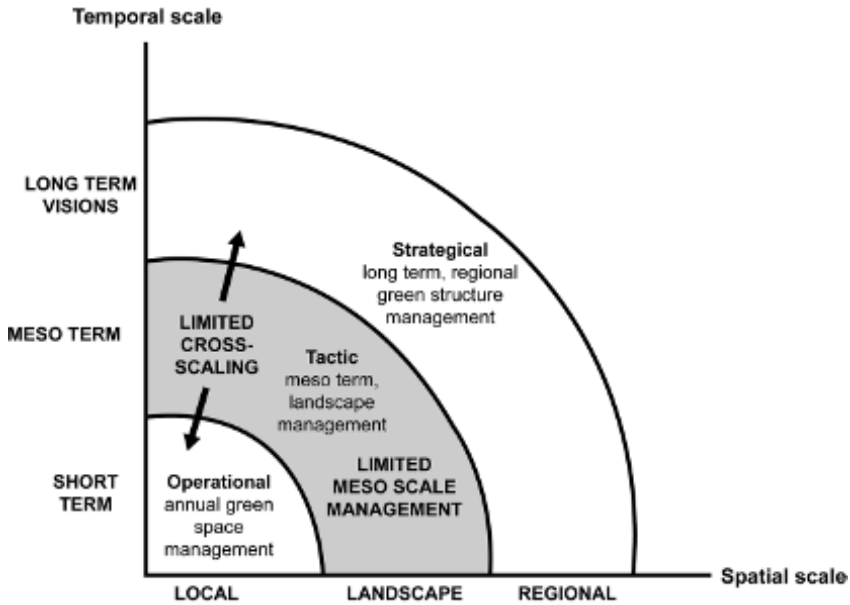 Temporal scale
LONG TERM
VISIONS
Strategical
long term, regional
green structure
management
MESO TERM
LIMITED
CROSS-
SCALING
Tactic
meso term,
landscape
management
LIMITED
MESO SCALE
MANAGEMENT
SHORT
TERM
Operational
annual green
space
management
Spatial scale
LOCAL
LANDSCAPE
REGIONAL